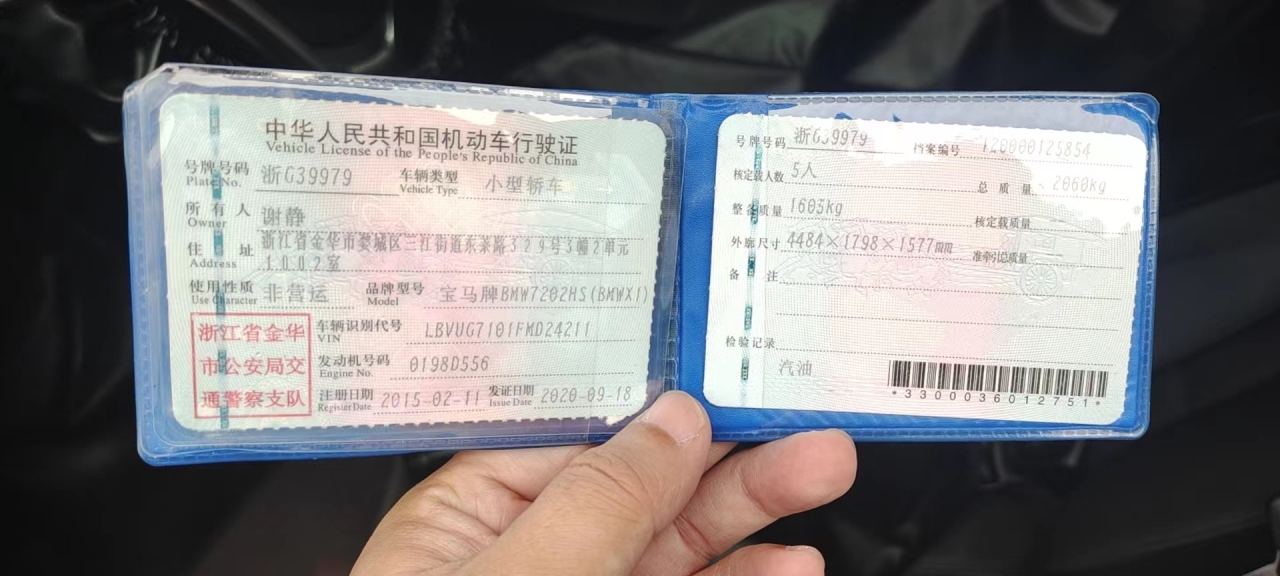 中华人民共和国机动车行驶证
Vehicle License of the People's Republic of China
号牌号码 浙G39979 车辆类型 小型轿车
Plate No. Vehicle Type
所有人 谢静
Owner
住址 浙江省金华市婺城区三江街道东莱路329号3幢2单元
Address 1002室
使用性质 非营运 品牌型号 宝马牌BMW7202HS(BMWX1)
Use Character Model
浙江省金华
市公安局交
通警察支队
车辆识别代号 LBVUG7101FMD24211
VIN
发动机号码 0198D556
Engine No.
注册日期 2015-02-11 发证日期 2020-09-18
Register Date Issue Date
号牌号码 浙G39979 档案编号 120000125854
核定载人数 5人 总质量 2060kg
整备质量 1603kg 核定载质量 --
外廓尺寸 4484×1798×1577mm 准牵引总质量 --
备注
检验记录
汽油
*3300036012751*